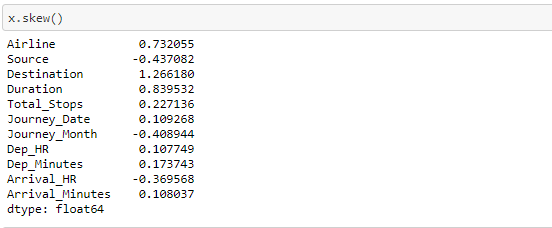 x.skew()
Airline 0.732055
Source -0.437082
Destination 1.266180
Duration 0.839532
Total_Stops 0.227136
Journey_Date 0.109268
Journey_Month -0.408944
Dep_HR 0.107749
Dep_Minutes 0.173743
Arrival_HR -0.369568
Arrival_Minutes 0.108037
dtype: float64